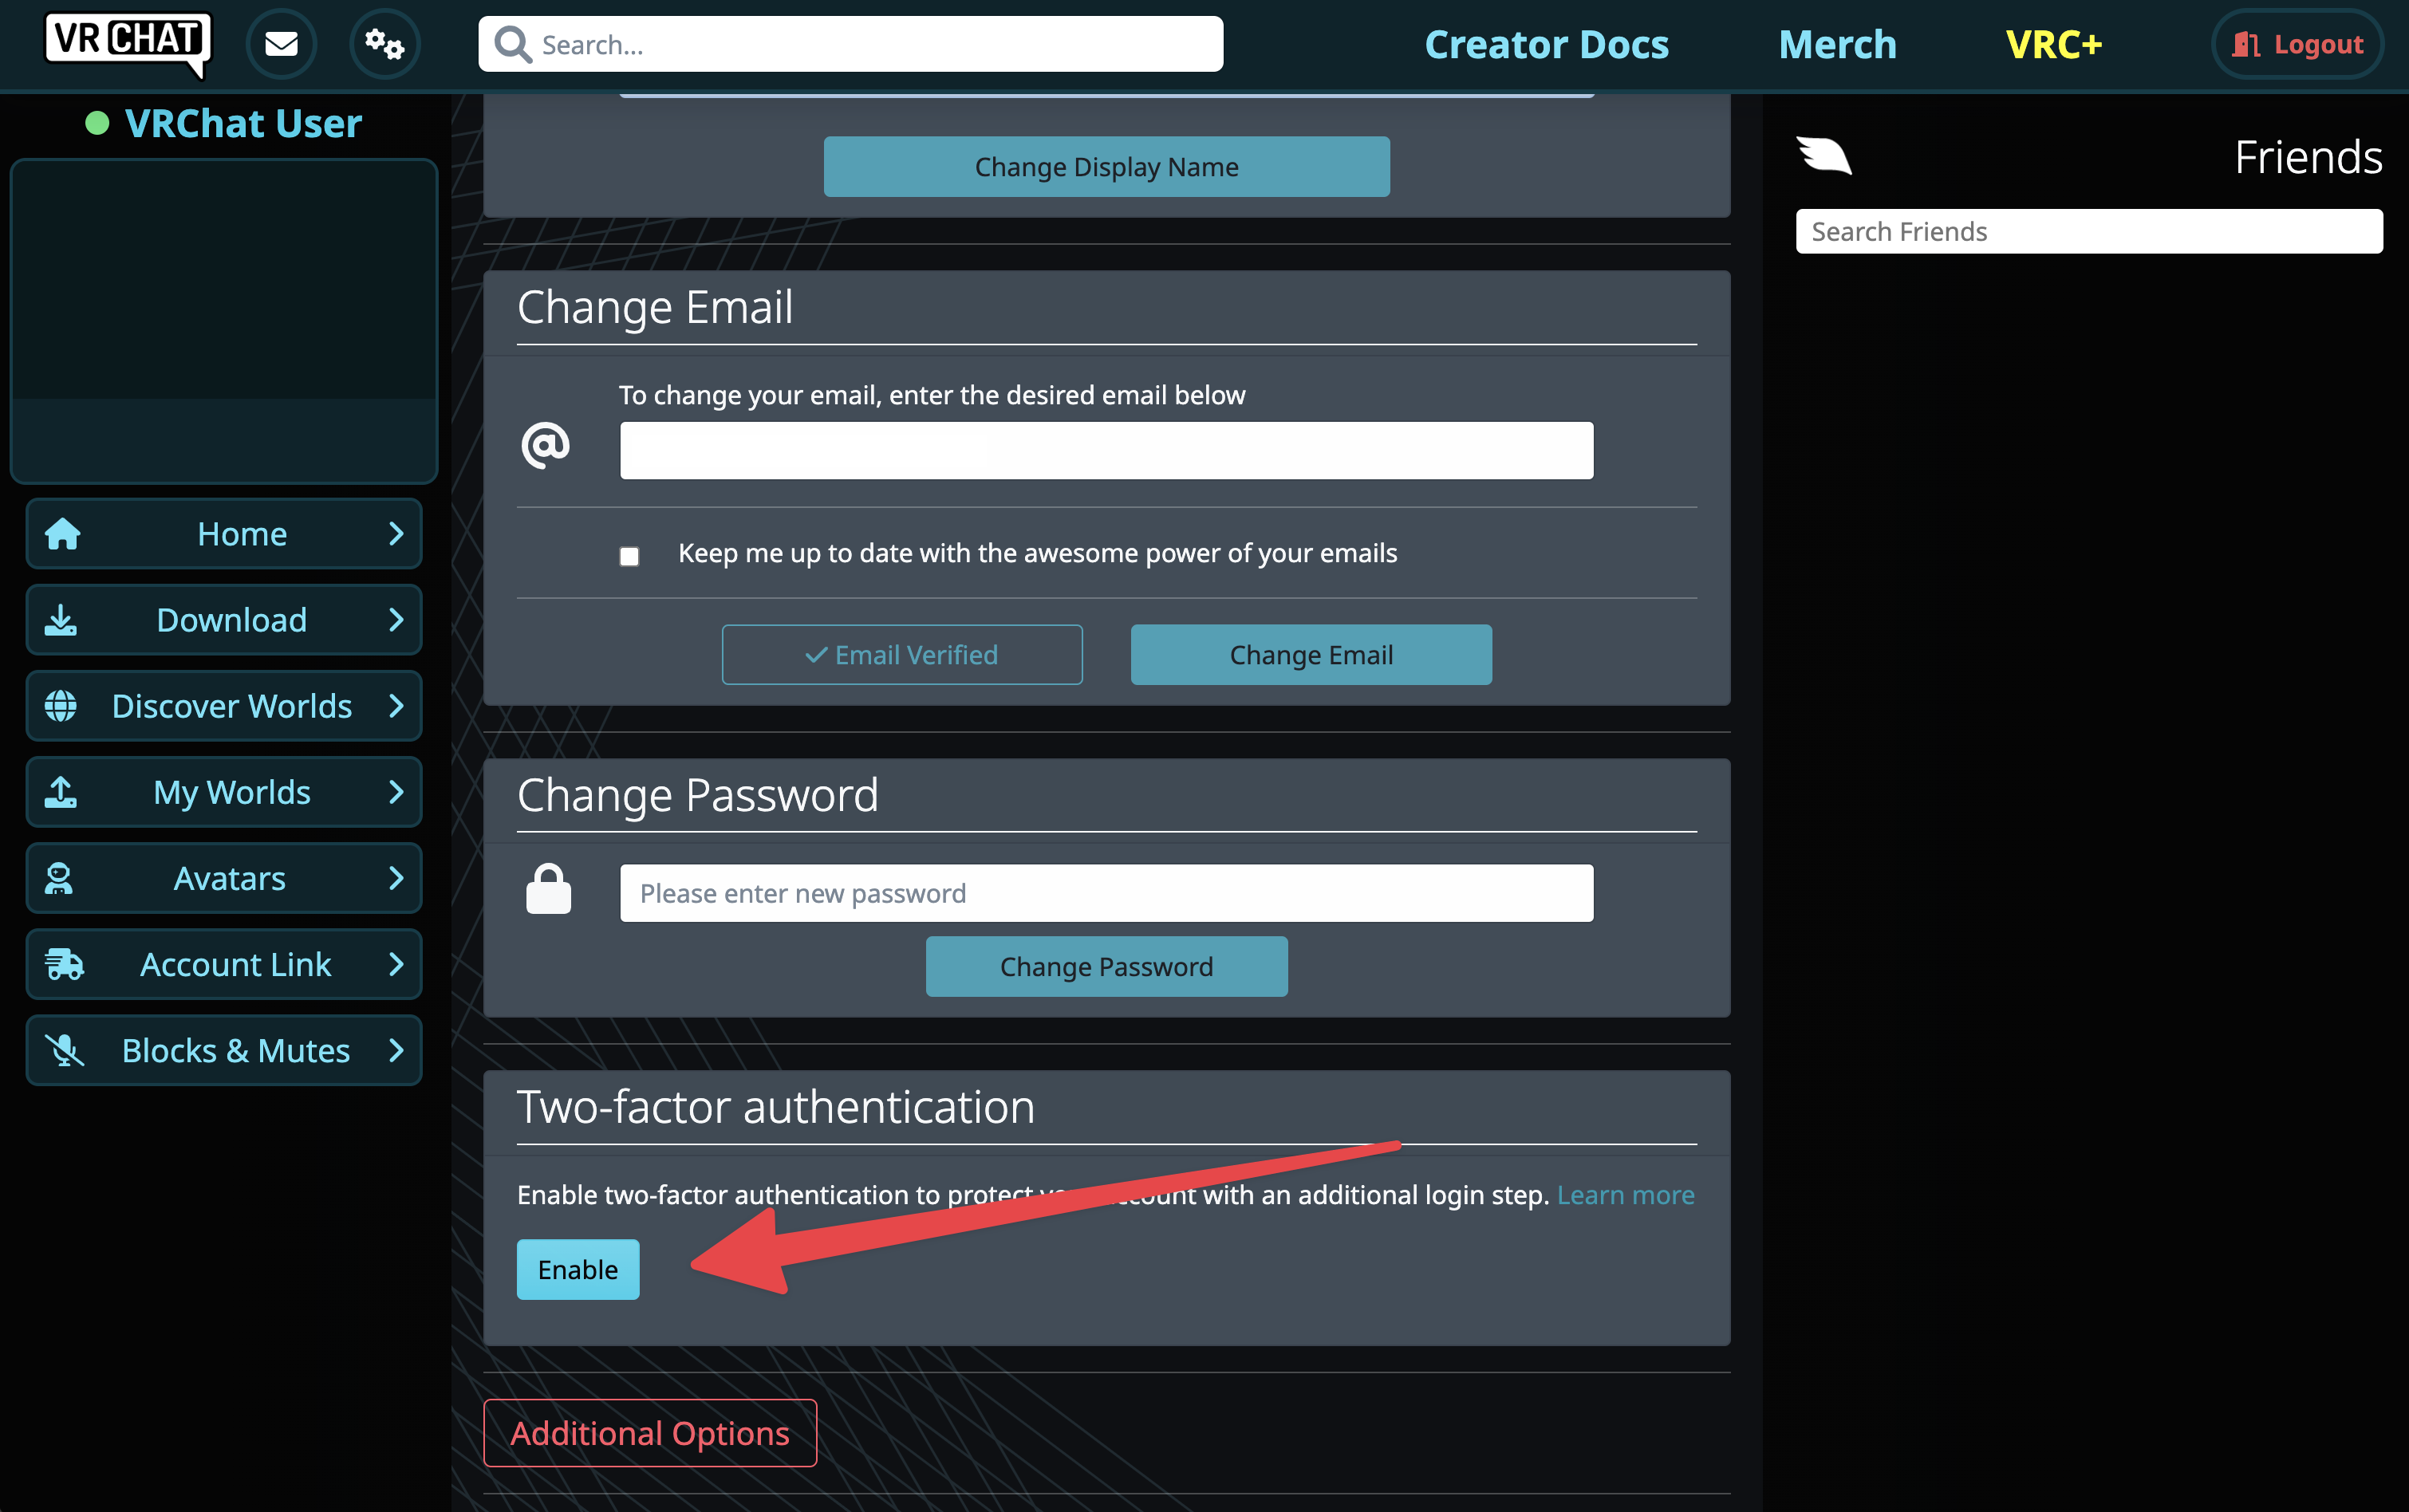 VRCHAT
Search...
Creator Docs
Merch
VRC+
Logout
VRChat User
Home
Download
Discover Worlds
My Worlds
Avatars
Account Link
Blocks & Mutes
Change Display Name
Change Email
To change your email, enter the desired email below
Keep me up to date with the awesome power of your emails
Email Verified
Change Email
Change Password
Please enter new password
Change Password
Two-factor authentication
Enable two-factor authentication to protect account with an additional login step. Learn more
Enable
Additional Options
Friends
Search Friends